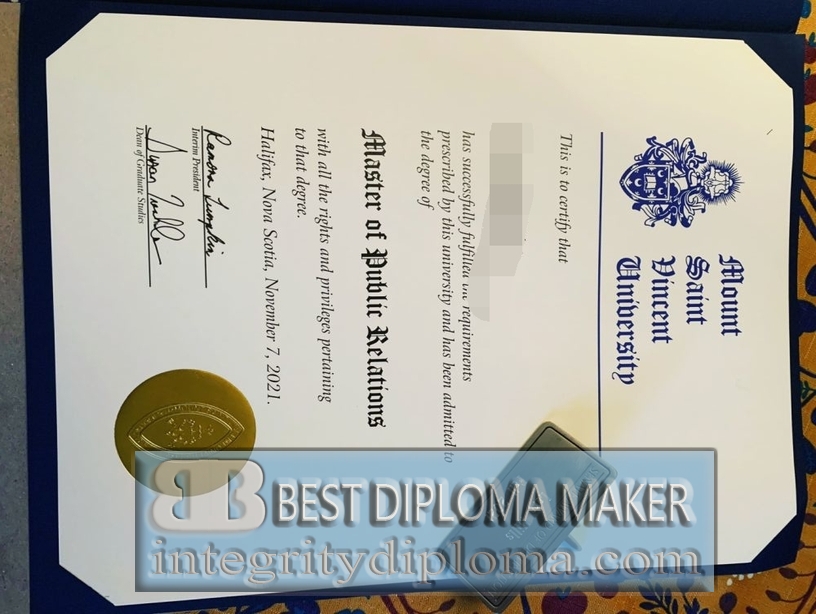 Mount
Saint
Vincent
University
This is to certify that
has successfully fulfilled requirements
prescribed by this university and has been admitted to
the degree of
Master of Public Relations
with all the rights and privileges pertaining
to that degree.
Halifax, Nova Scotia, November 7, 2021.
Interim President
Dean of Graduate Studies
BB BEST DIPLOMA MAKER
integritydiploma.com